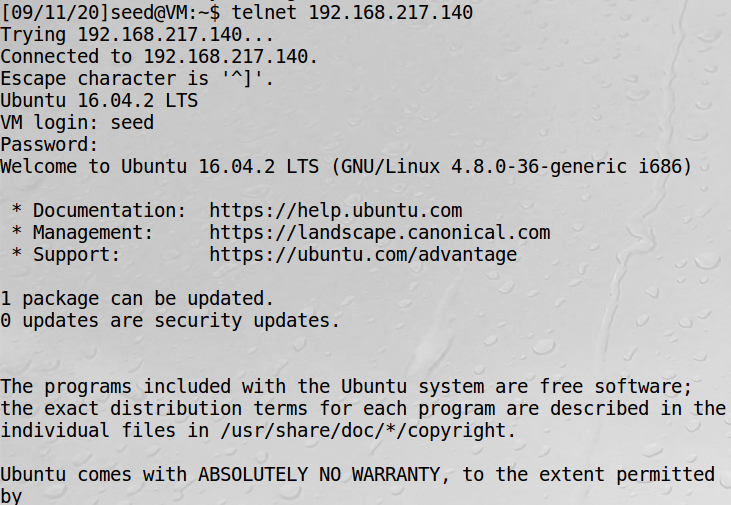 [09/11/20]seed@VM:~$ telnet 192.168.217.140
Trying 192.168.217.140...
Connected to 192.168.217.140.
Escape character is '^]'.
Ubuntu 16.04.2 LTS
VM login: seed
Password:
Welcome to Ubuntu 16.04.2 LTS (GNU/Linux 4.8.0-36-generic i686)
 * Documentation:  https://help.ubuntu.com
 * Management:     https://landscape.canonical.com
 * Support:        https://ubuntu.com/advantage
1 package can be updated.
0 updates are security updates.
The programs included with the Ubuntu system are free software;
the exact distribution terms for each program are described in the
individual files in /usr/share/doc/*/copyright.
Ubuntu comes with ABSOLUTELY NO WARRANTY, to the extent permitted
by